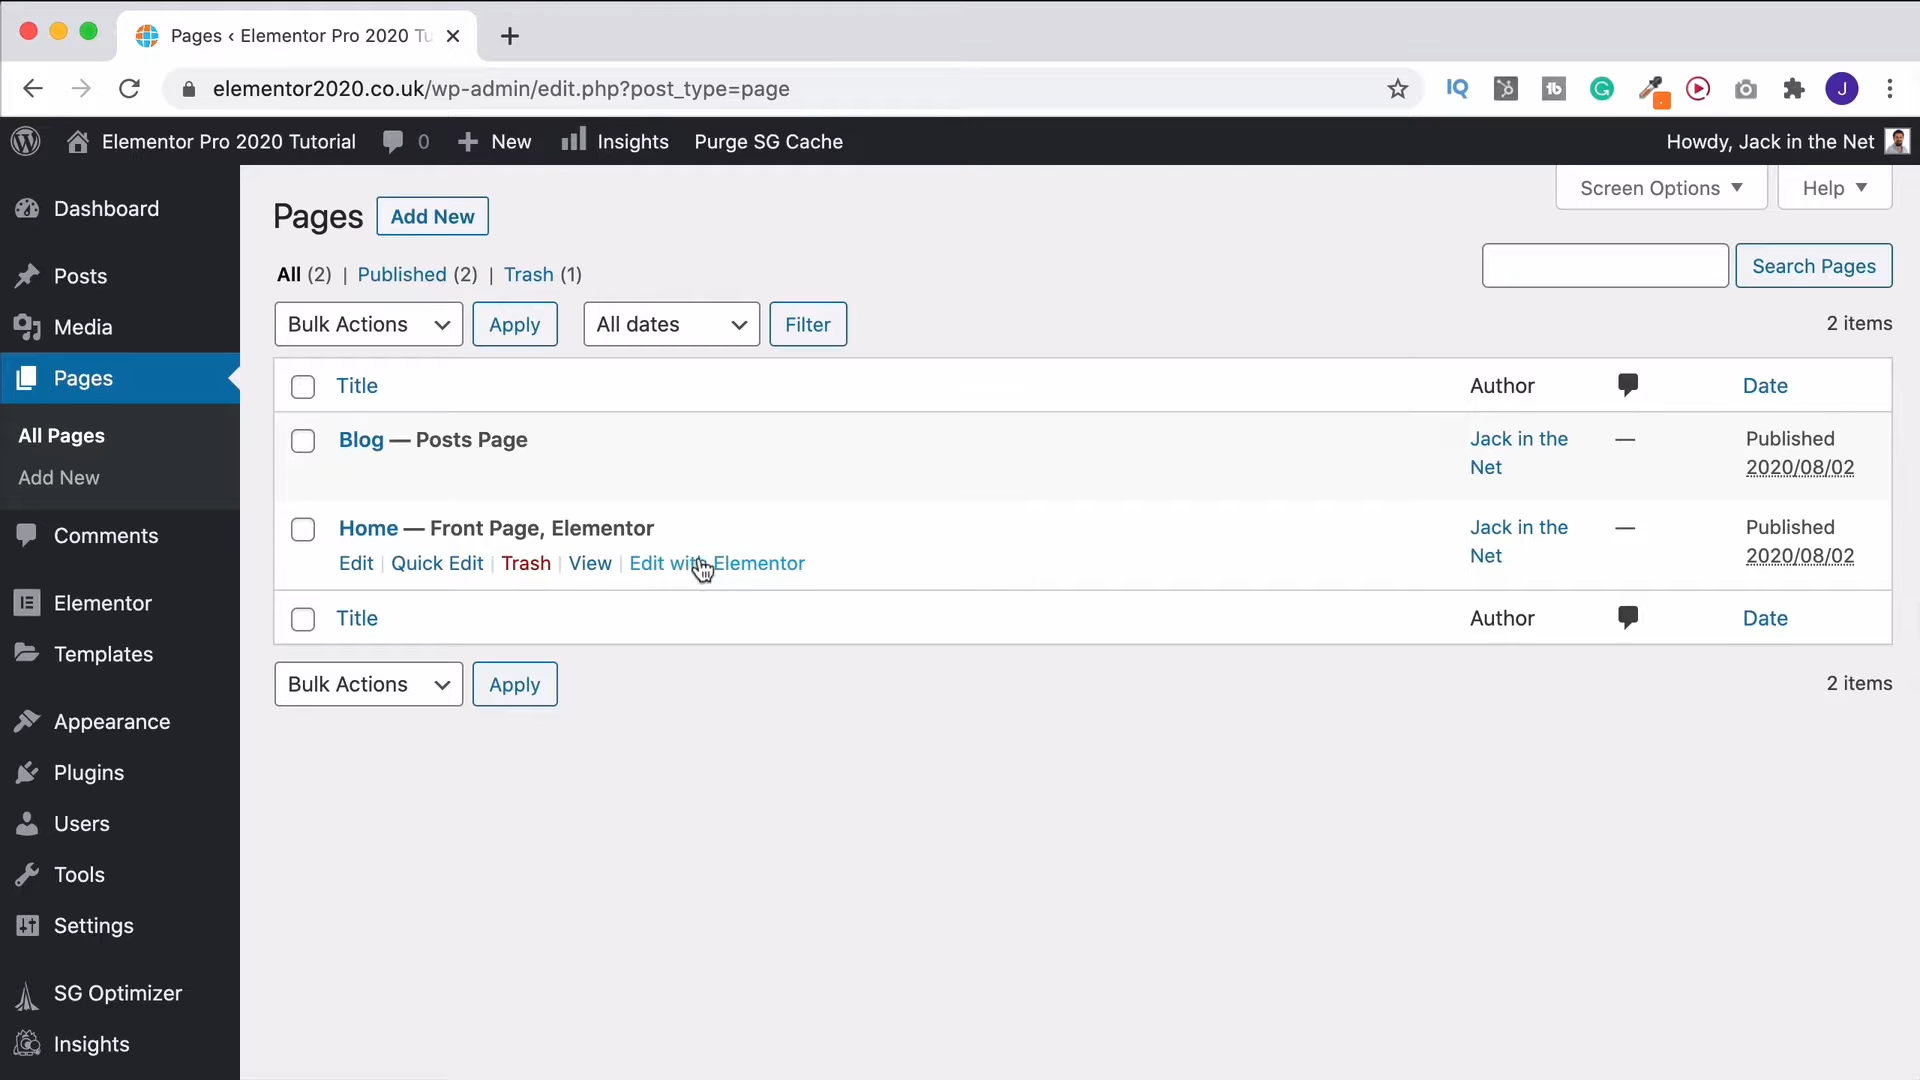 Pages ‹ Elementor Pro 2020 Tu
elementor2020.co.uk/wp-admin/edit.php?post_type=page
IQ
tb
G
J
Elementor Pro 2020 Tutorial 0 New Insights Purge SG Cache Howdy, Jack in the Net
Dashboard
Posts
Media
Pages
All Pages
Add New
Comments
Elementor
Templates
Appearance
Plugins
Users
Tools
Settings
SG Optimizer
Insights
Screen Options Help
Pages Add New
All (2) | Published (2) | Trash (1)
Search Pages
Bulk Actions Apply All dates Filter 2 items
Title Author Date
Blog — Posts Page Jack in the Net — Published 2020/08/02
Home — Front Page, Elementor Jack in the Net — Published 2020/08/02
Edit | Quick Edit | Trash | View | Edit with Elementor
Title Author Date
Bulk Actions Apply 2 items